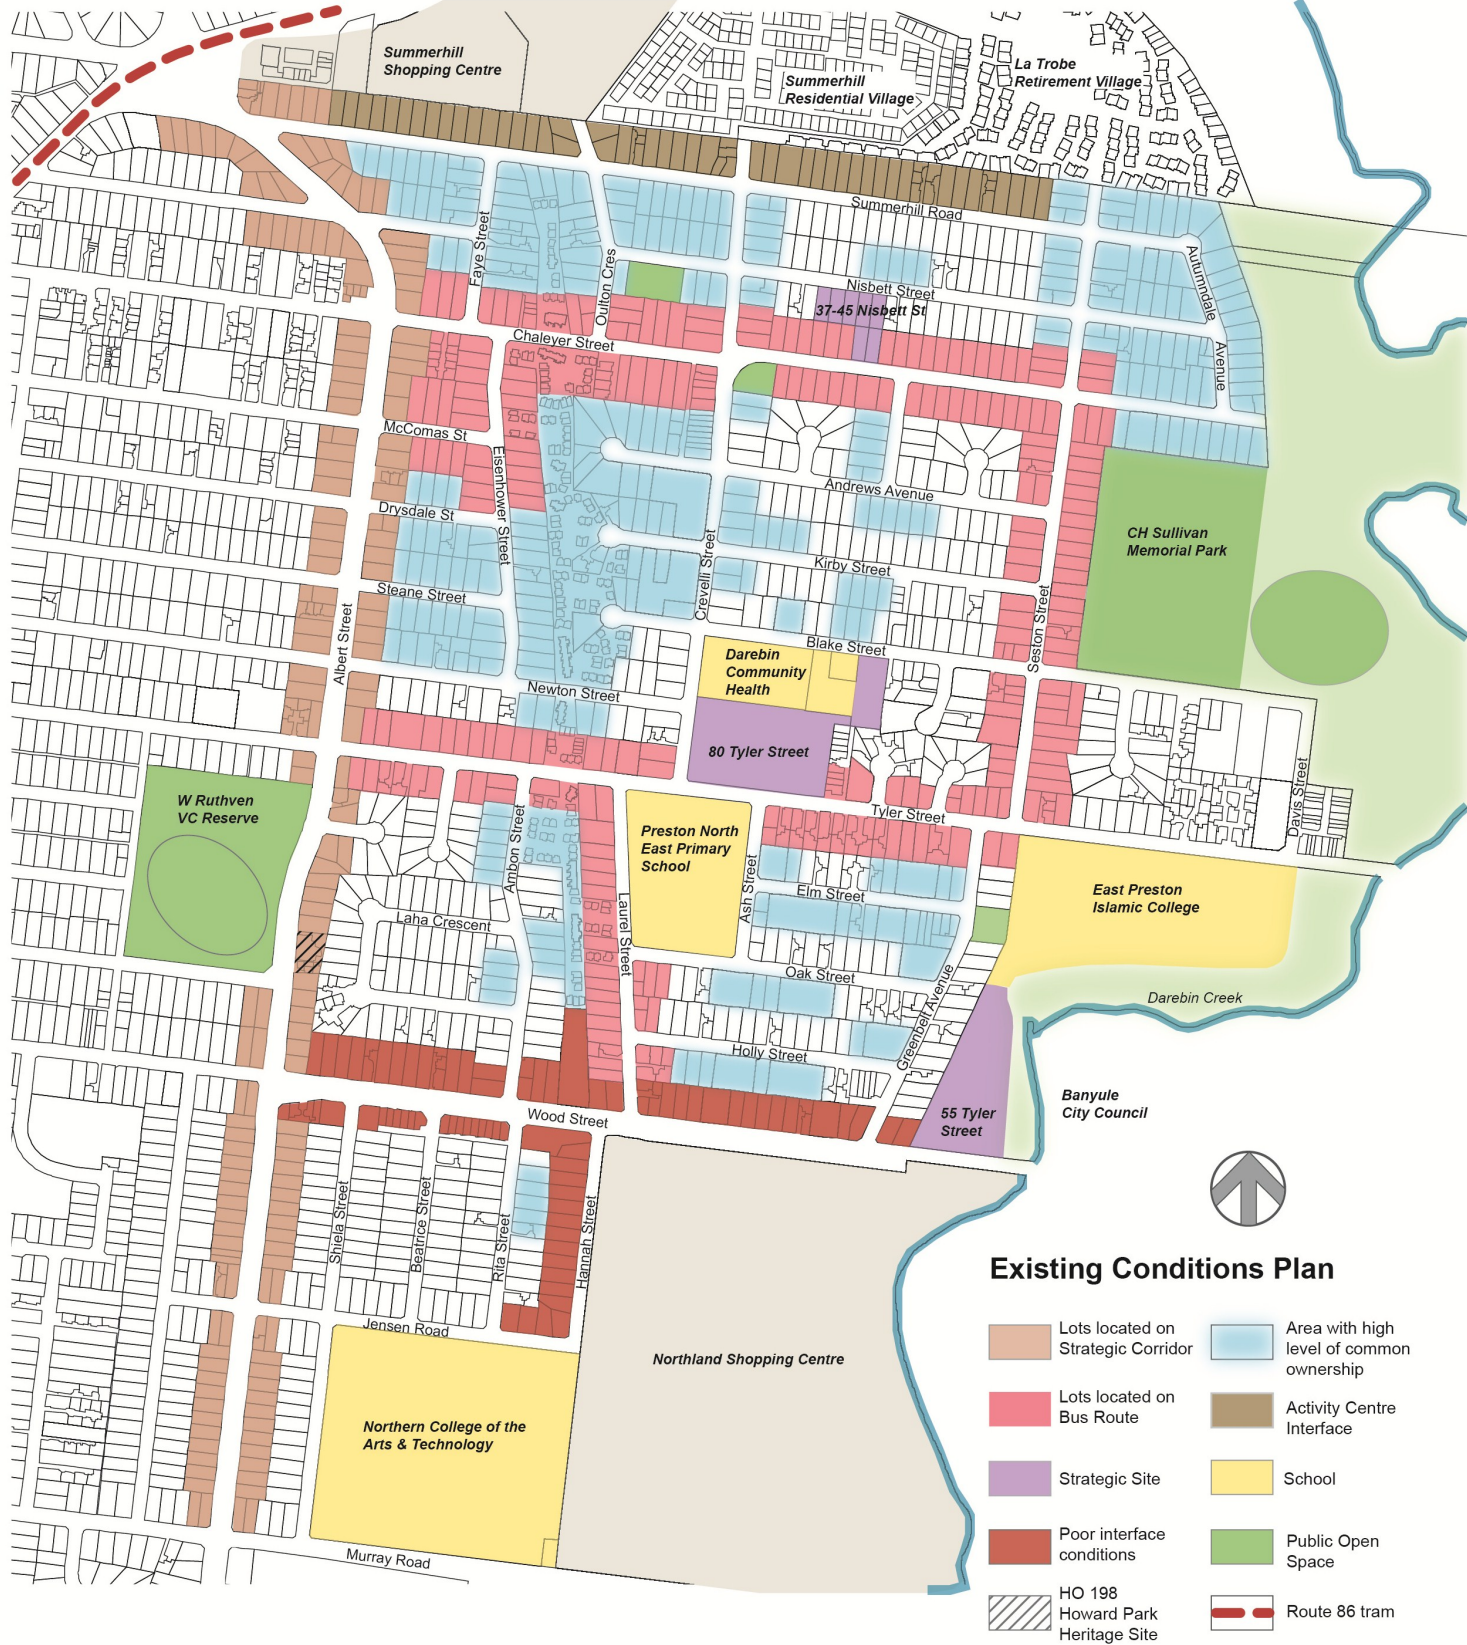 Summerhill
Shopping Centre
Summerhill
Residential Village
La Trobe
Retirement Village
Summerhill Road
Faye Street
Oulton Cres
Autumndale
Avenue
Nisbett Street
37-45 Nisbett St
Chaleyer Street
McComas St
Eisenhower Street
Andrews Avenue
Drysdale St
CH Sullivan
Memorial Park
Crevelli Street
Kirby Street
Steane Street
Albert Street
Seston Street
Blake Street
Darebin
Community
Health
Newton Street
80 Tyler Street
W Ruthven
VC Reserve
Tyler Street
Davis Street
Preston North
East Primary
School
Ambon Street
Ash Street
Elm Street
East Preston
Islamic College
Laha Crescent
Laurel Street
Oak Street
Greenbelt Avenue
Darebin Creek
Holly Street
Wood Street
55 Tyler
Street
Banyule
City Council
Shiela Street
Beatrice Street
Rita Street
Hannah Street
Jensen Road
Northland Shopping Centre
Northern College of the
Arts & Technology
Murray Road
Existing Conditions Plan
Lots located on
Strategic Corridor
Area with high
level of common
ownership
Lots located on
Bus Route
Activity Centre
Interface
Strategic Site
School
Poor interface
conditions
Public Open
Space
HO 198
Howard Park
Heritage Site
Route 86 tram